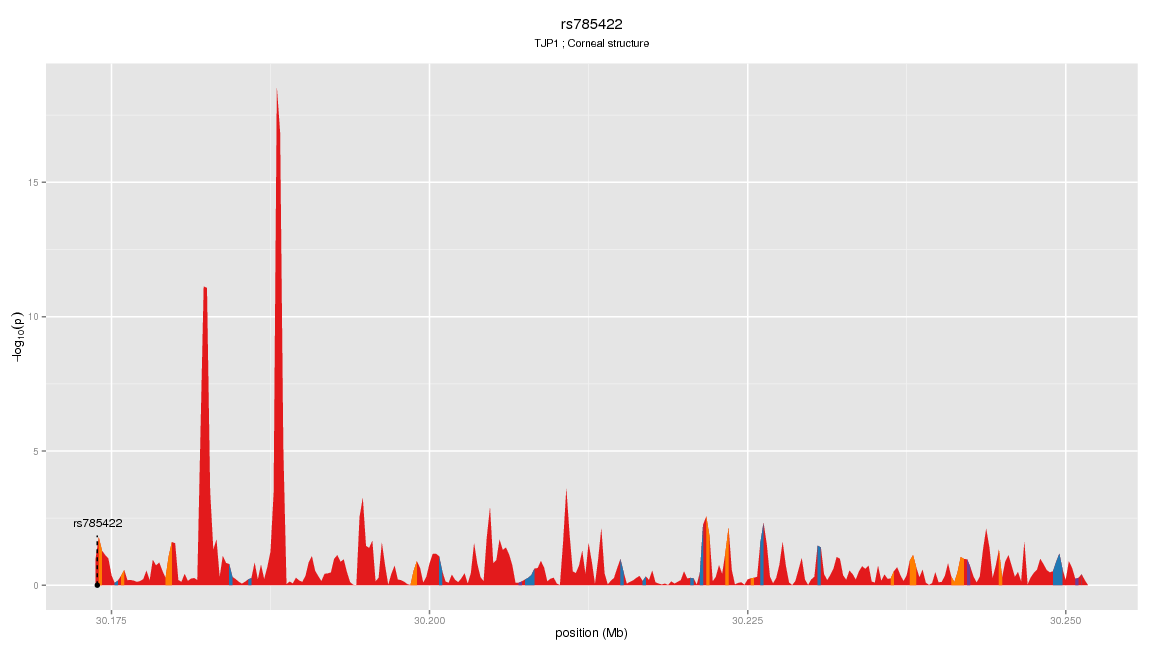 rs785422
TJP1 ; Corneal structure
15
10
5
0
−log10(p)
rs785422
30.175
30.200
30.225
30.250
position (Mb)